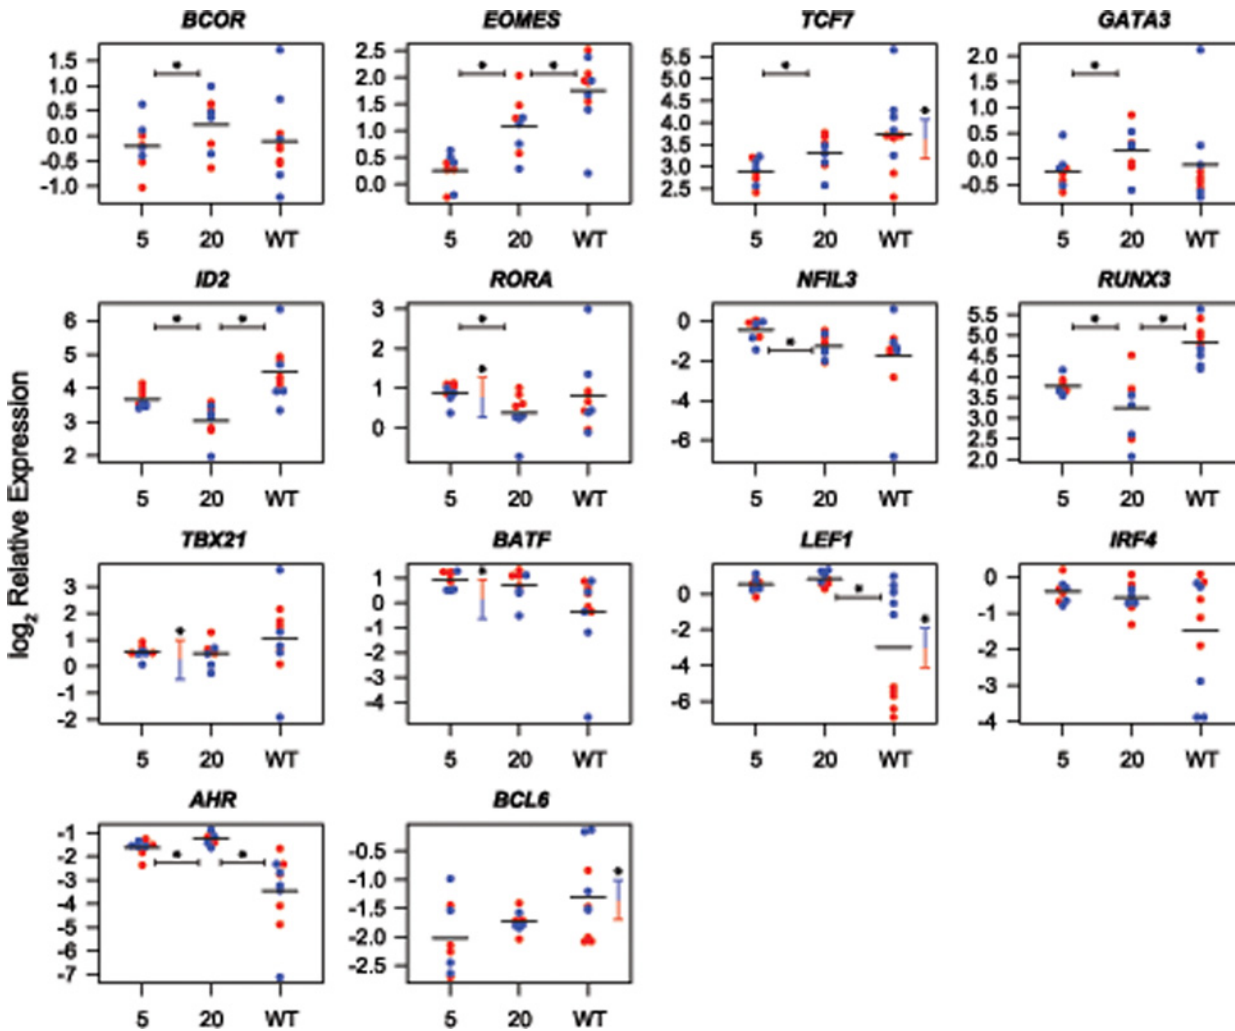 BCOR EOMES TCF7 GATA3
1.5 2.5 5.5 2.0
1.0 2.0 5.0 1.5
0.5 1.5 4.5 1.0
0.0 1.0 4.0 0.5
-0.5 0.5 3.5 0.0
-1.0 0.0 3.0 -0.5
2.5
5 20 WT 5 20 WT 5 20 WT 5 20 WT
* * * * * *
log2 Relative Expression
ID2 RORA NFIL3 RUNX3
6 3 0 5.5
5 2 -2 5.0
4 1 -4 4.5
3 0 -6 4.0
2 3.5
3.0
2.5
2.0
5 20 WT 5 20 WT 5 20 WT 5 20 WT
* * * * * * *
TBX21 BATF LEF1 IRF4
3 1 0 0
2 0 -2 -1
1 -1 -4 -2
0 -2 -6 -3
-1 -3 -4
-2 -4
5 20 WT 5 20 WT 5 20 WT 5 20 WT
* * * *
AHR BCL6
-1 -0.5
-2 -1.0
-3 -1.5
-4 -2.0
-5 -2.5
-6
-7
5 20 WT 5 20 WT
* * *